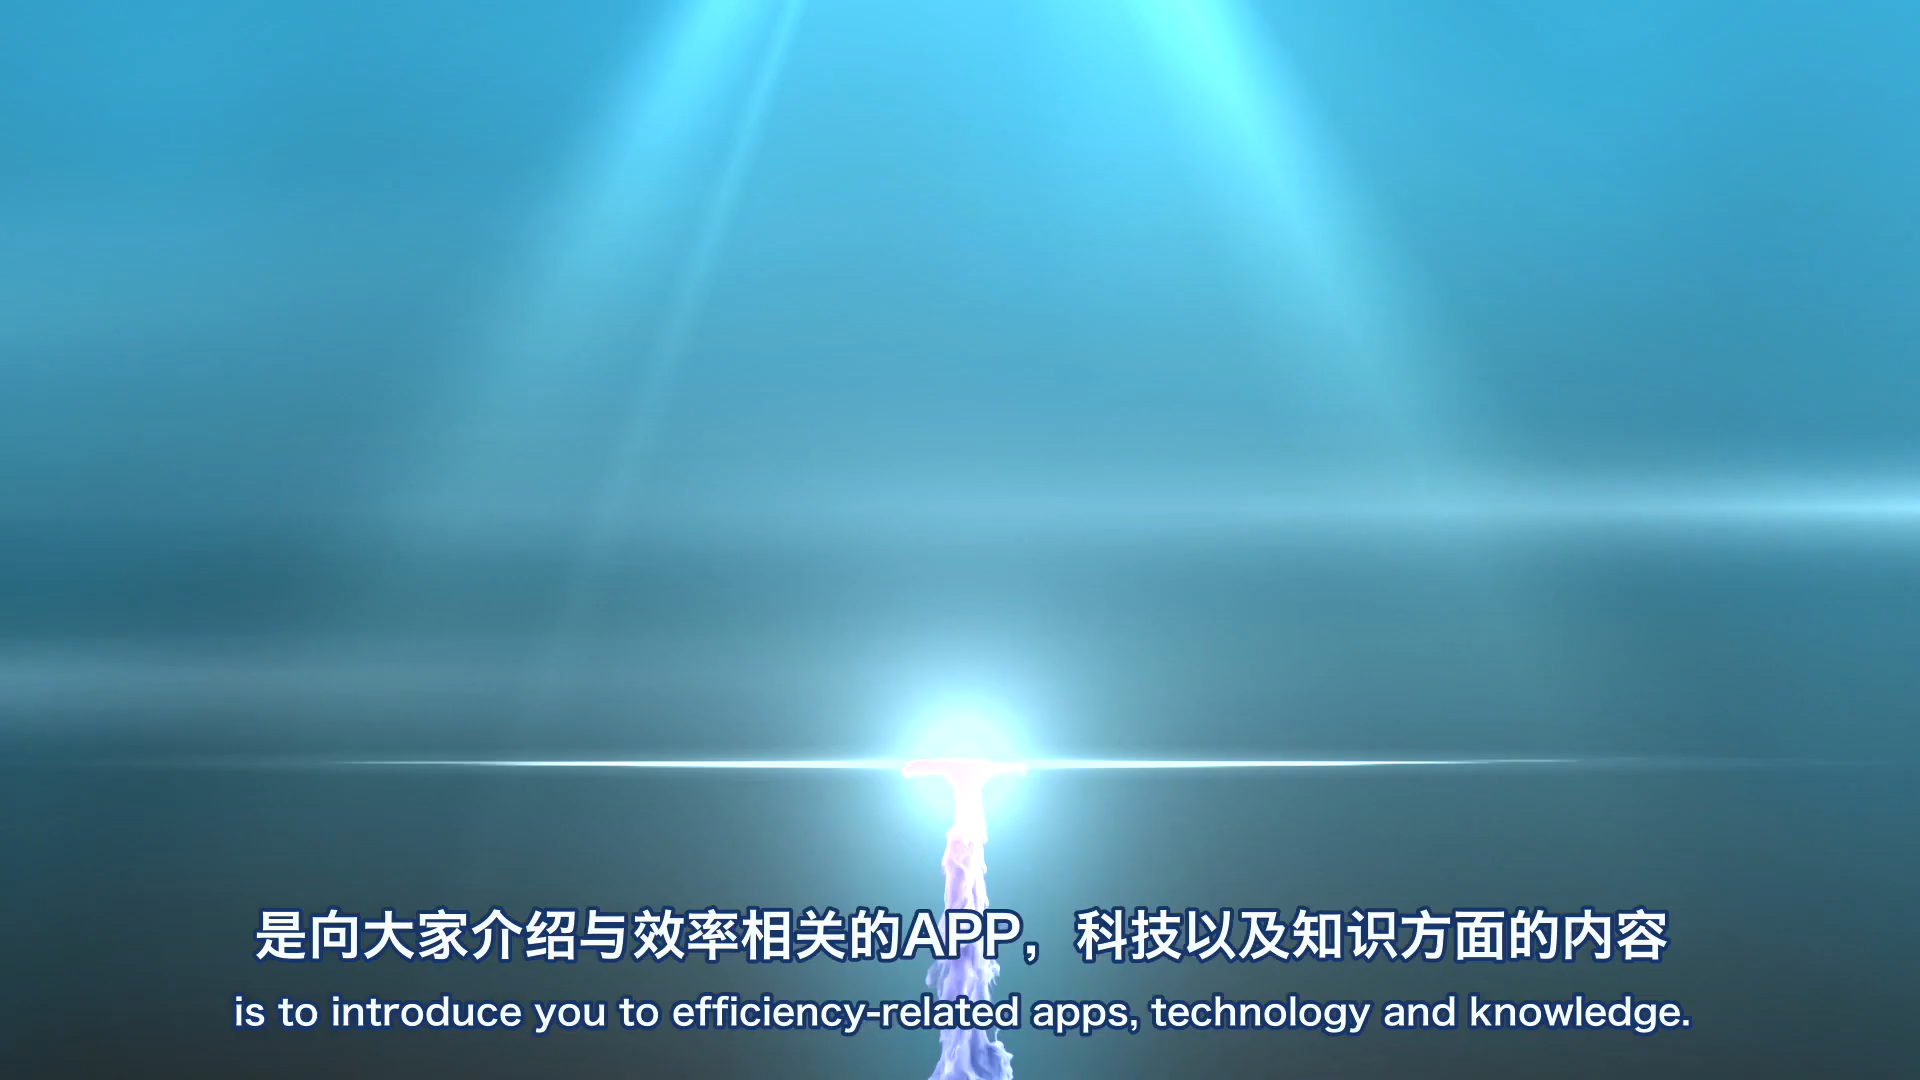 是向大家介绍与效率相关的APP，科技以及知识方面的内容
is to introduce you to efficiency-related apps, technology and knowledge.